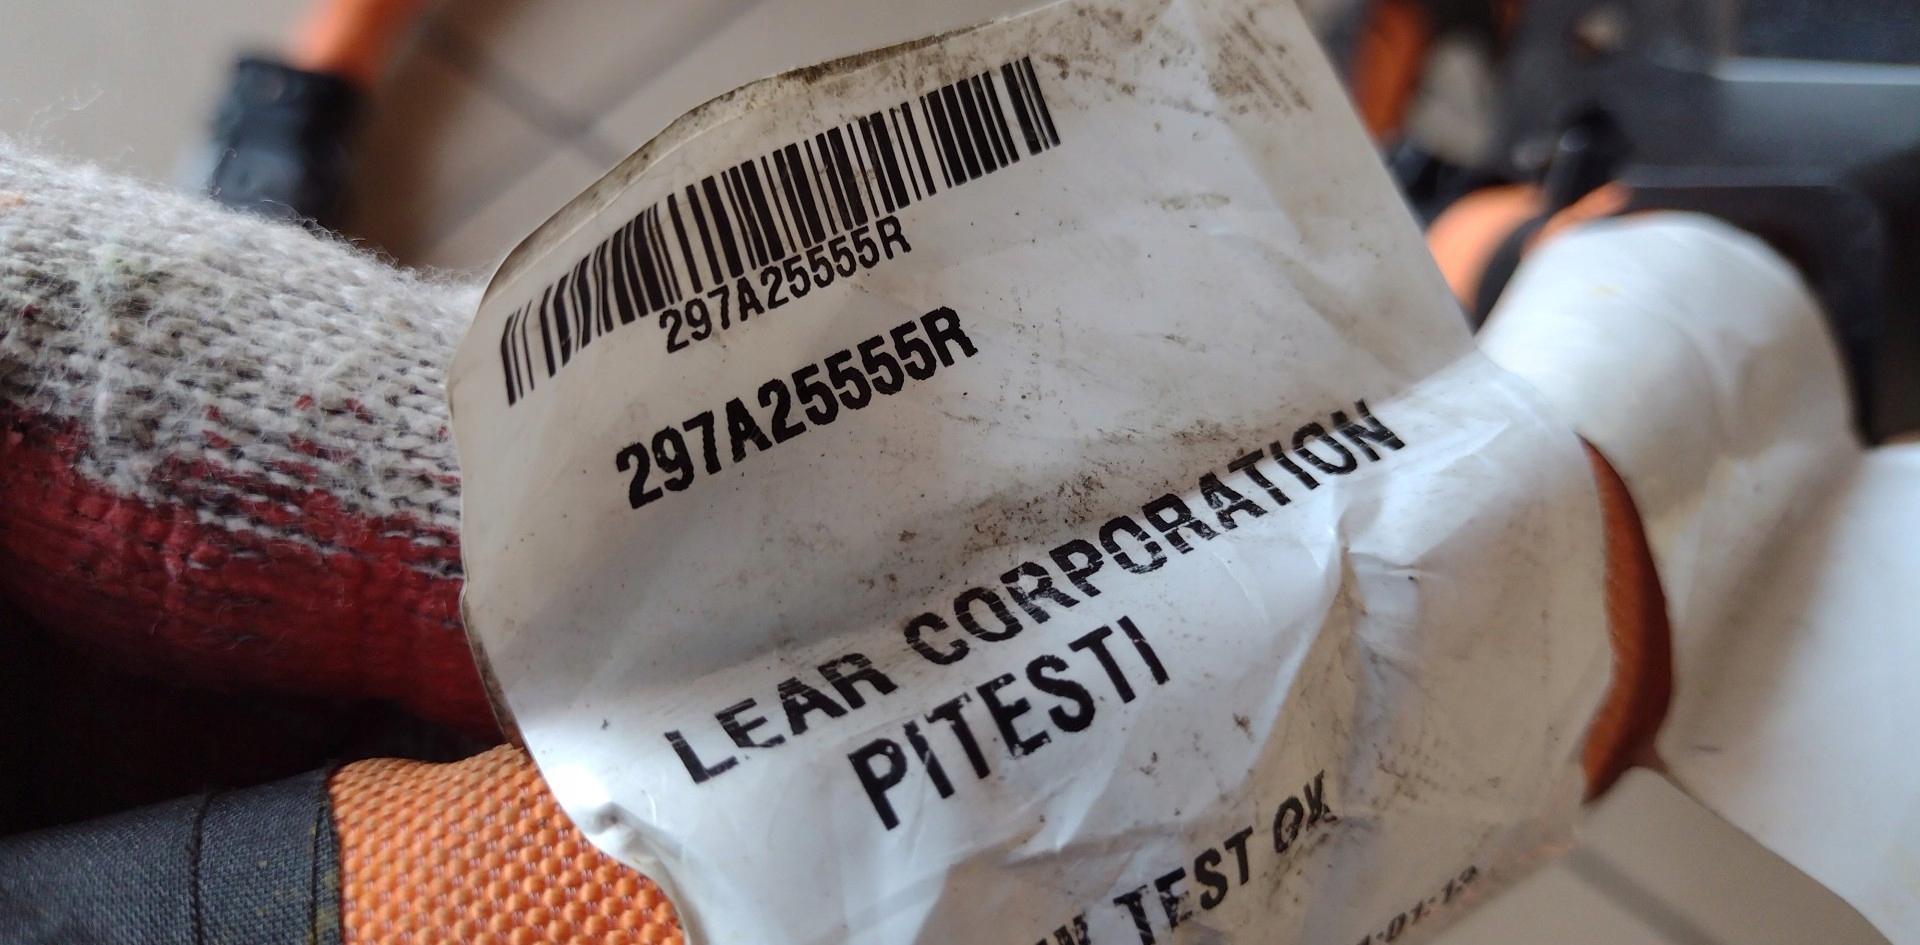 297A25555R
297A25555R
LEAR CORPORATION
PITESTI
TEST OK